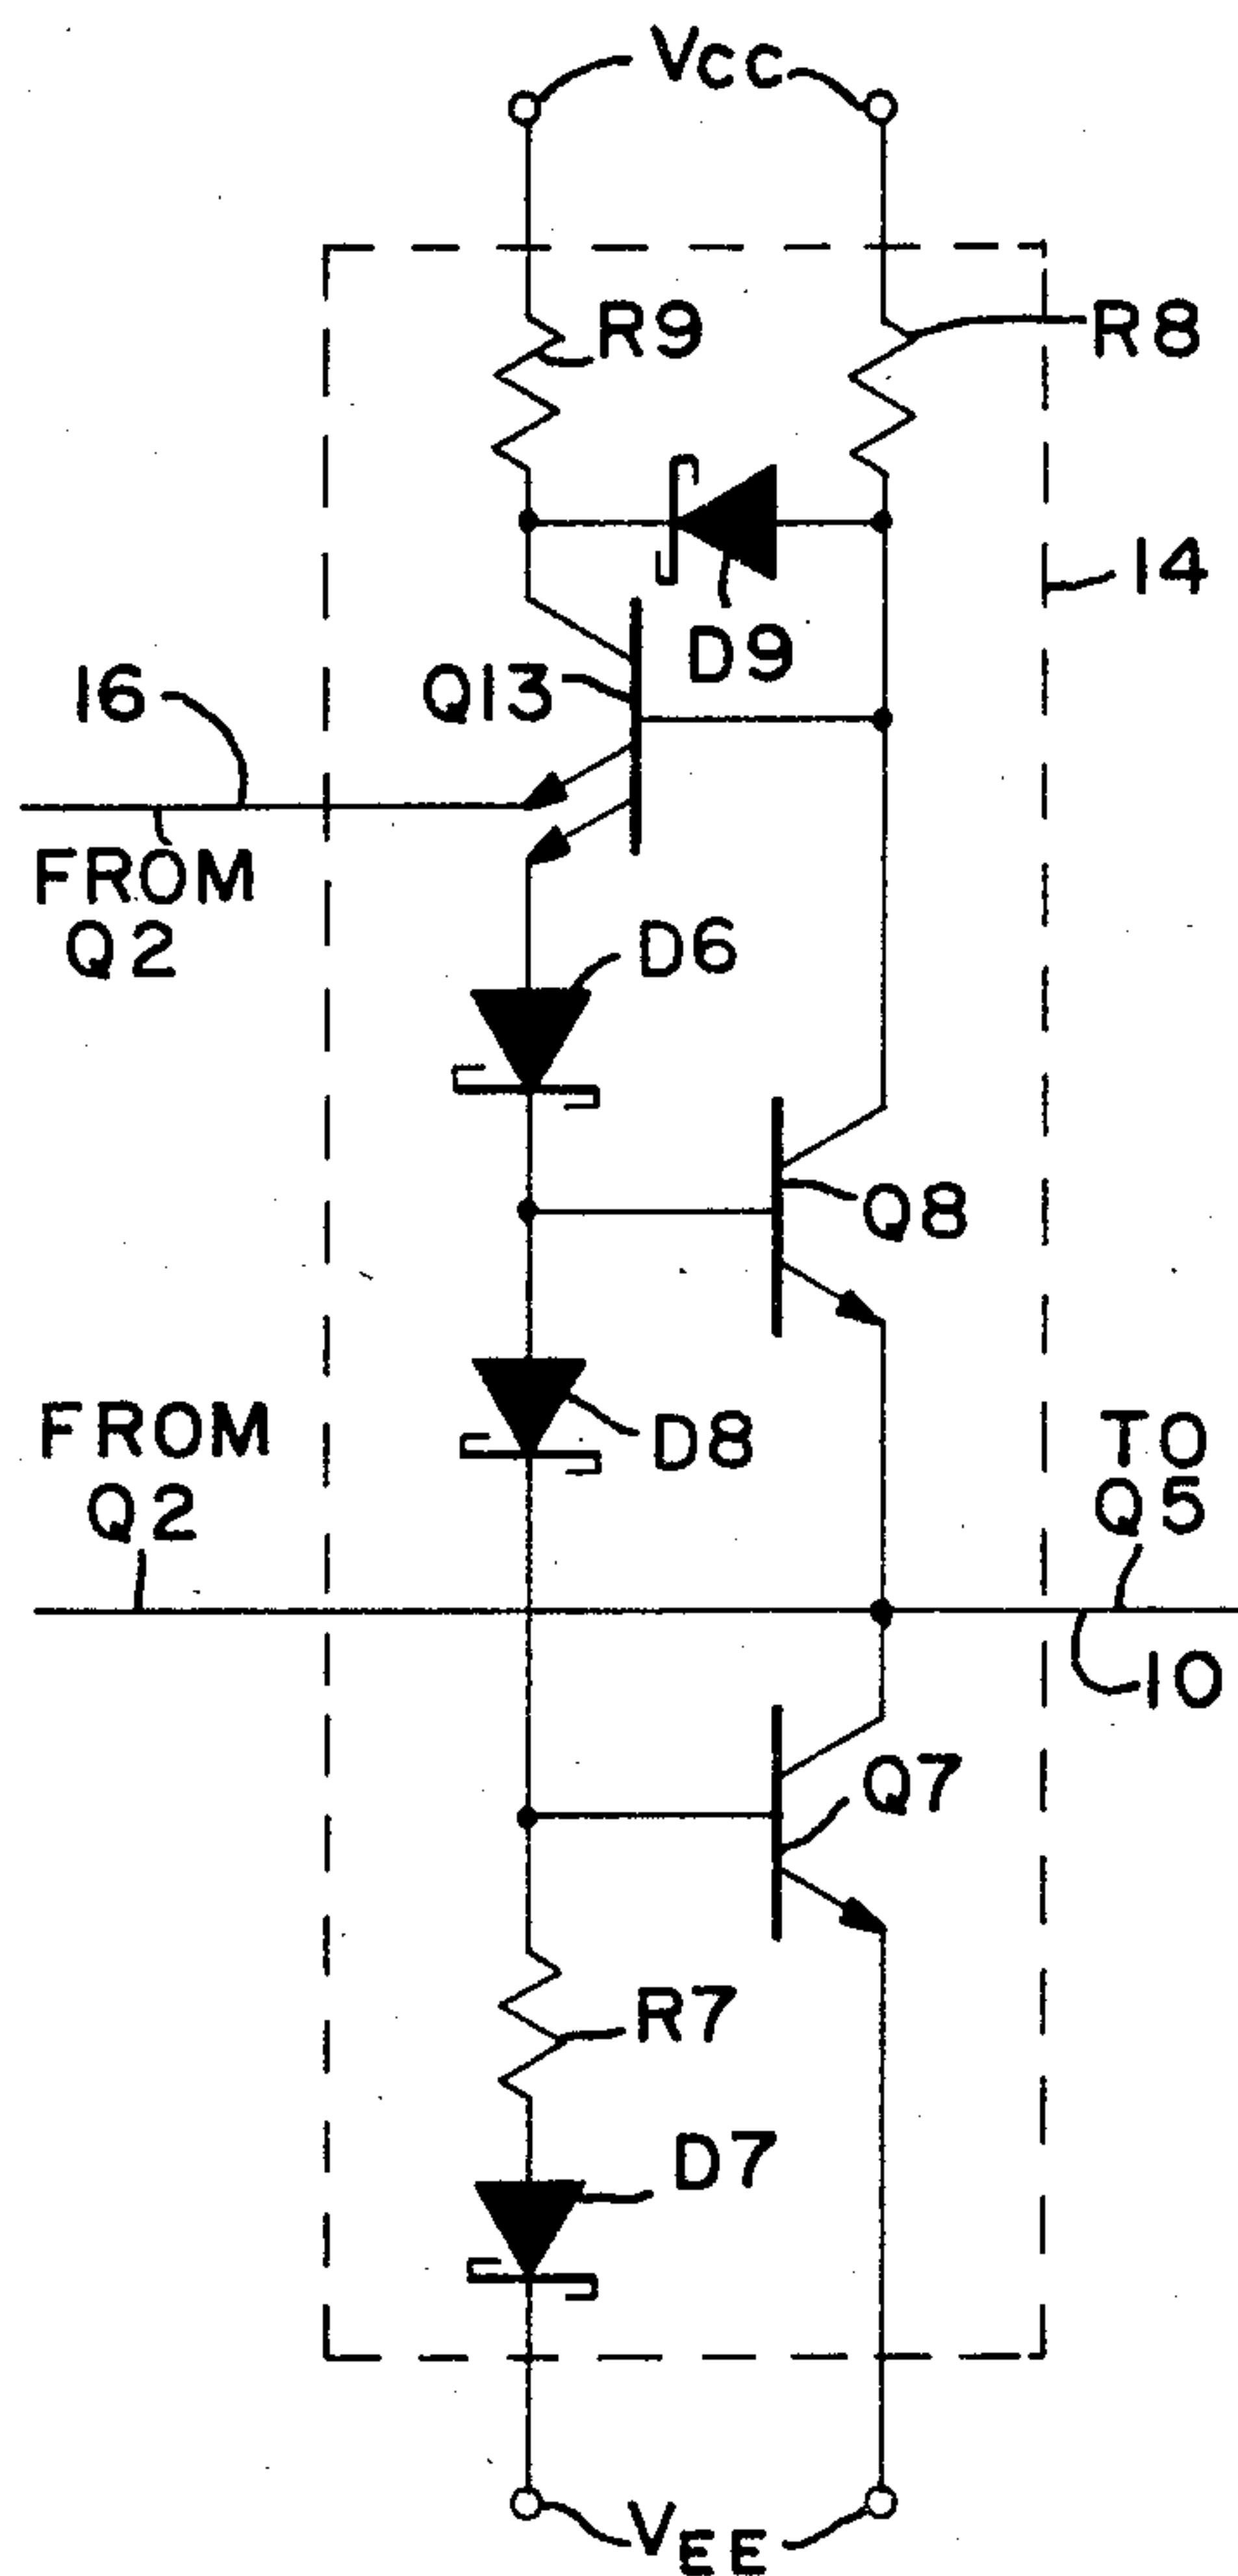 VCC
R9
R8
14
D9
Q13
16
FROM
Q2
D6
Q8
FROM
Q2
D8
TO
Q5
10
Q7
R7
D7
VEE